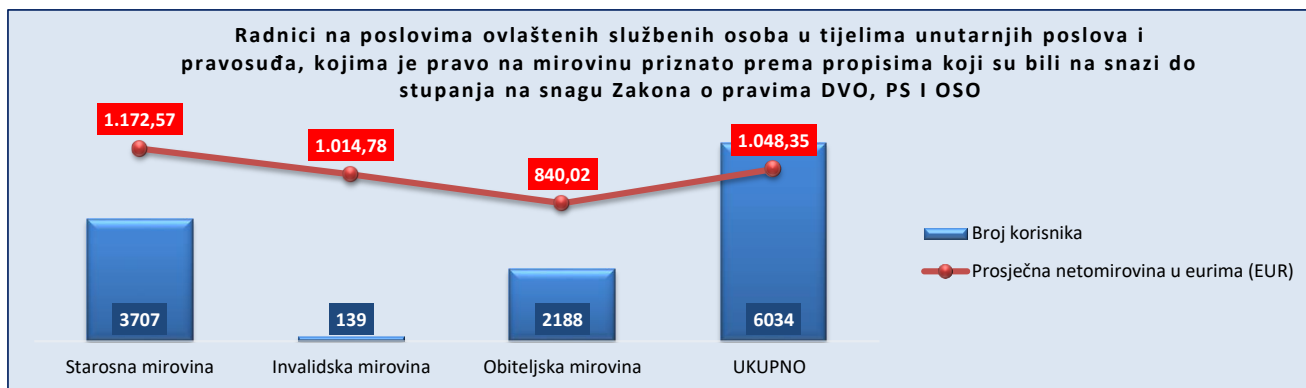 Radnici na poslovima ovlaštenih službenih osoba u tijelima unutarnjih poslova i
pravosuđa, kojima je pravo na mirovinu priznato prema propisima koji su bili na snazi do
stupanja na snagu Zakona o pravima DVO, PS I OSO
1.172,57
1.014,78
840,02
1.048,35
Broj korisnika
Prosječna netomirovina u eurima (EUR)
3707
139
2188
6034
Starosna mirovina
Invalidska mirovina
Obiteljska mirovina
UKUPNO